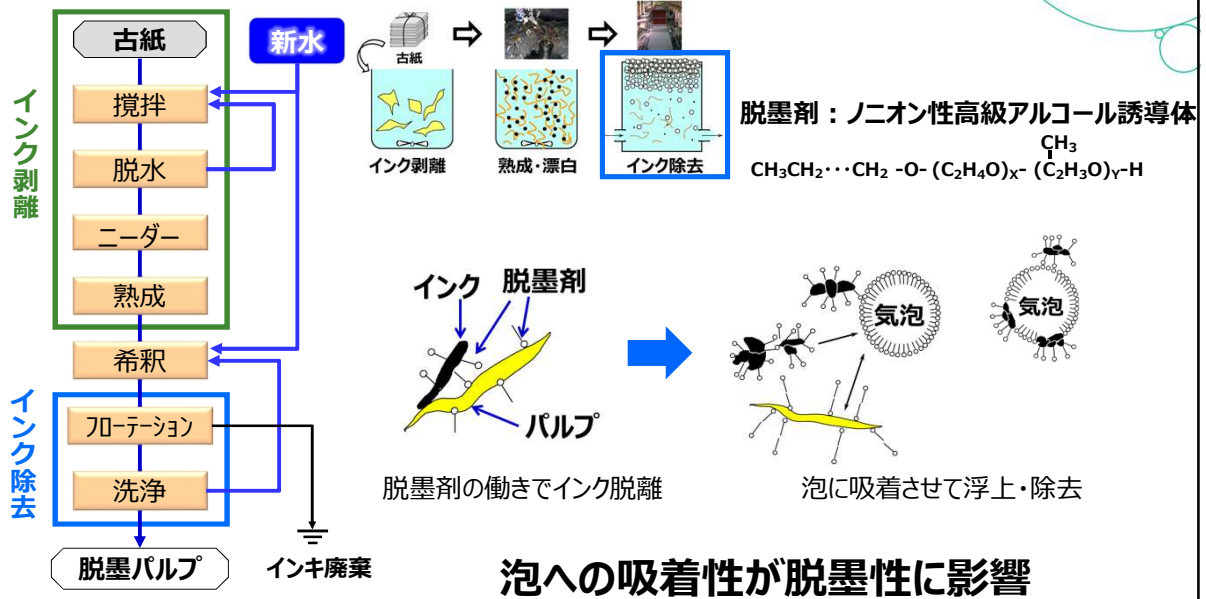 古紙
新水
攪拌
脱水
ニーダー
熟成
インク剥離
希釈
フローテーション
洗浄
インク除去
脱墨パルプ
インキ廃棄
古紙
インク剥離
熟成・漂白
インク除去
脱墨剤：ノニオン性高級アルコール誘導体
CH₃
CH₃CH₂・・・CH₂ -O- (C₂H₄O)X- (C₂H₃O)Y-H
インク
脱墨剤
パルプ
脱墨剤の働きでインク脱離
気泡
気泡
泡に吸着させて浮上・除去
泡への吸着性が脱墨性に影響